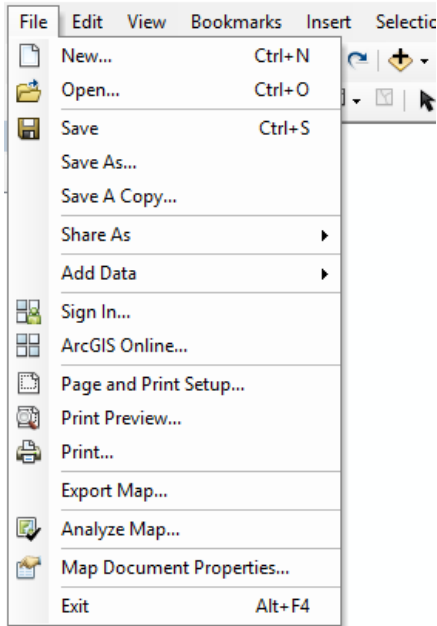 File Edit View Bookmarks Insert
New... Ctrl+N
Open... Ctrl+O
Save Ctrl+S
Save As...
Save A Copy...
Share As
Add Data
Sign In...
ArcGIS Online...
Page and Print Setup...
Print Preview...
Print...
Export Map...
Analyze Map...
Map Document Properties...
Exit Alt+F4